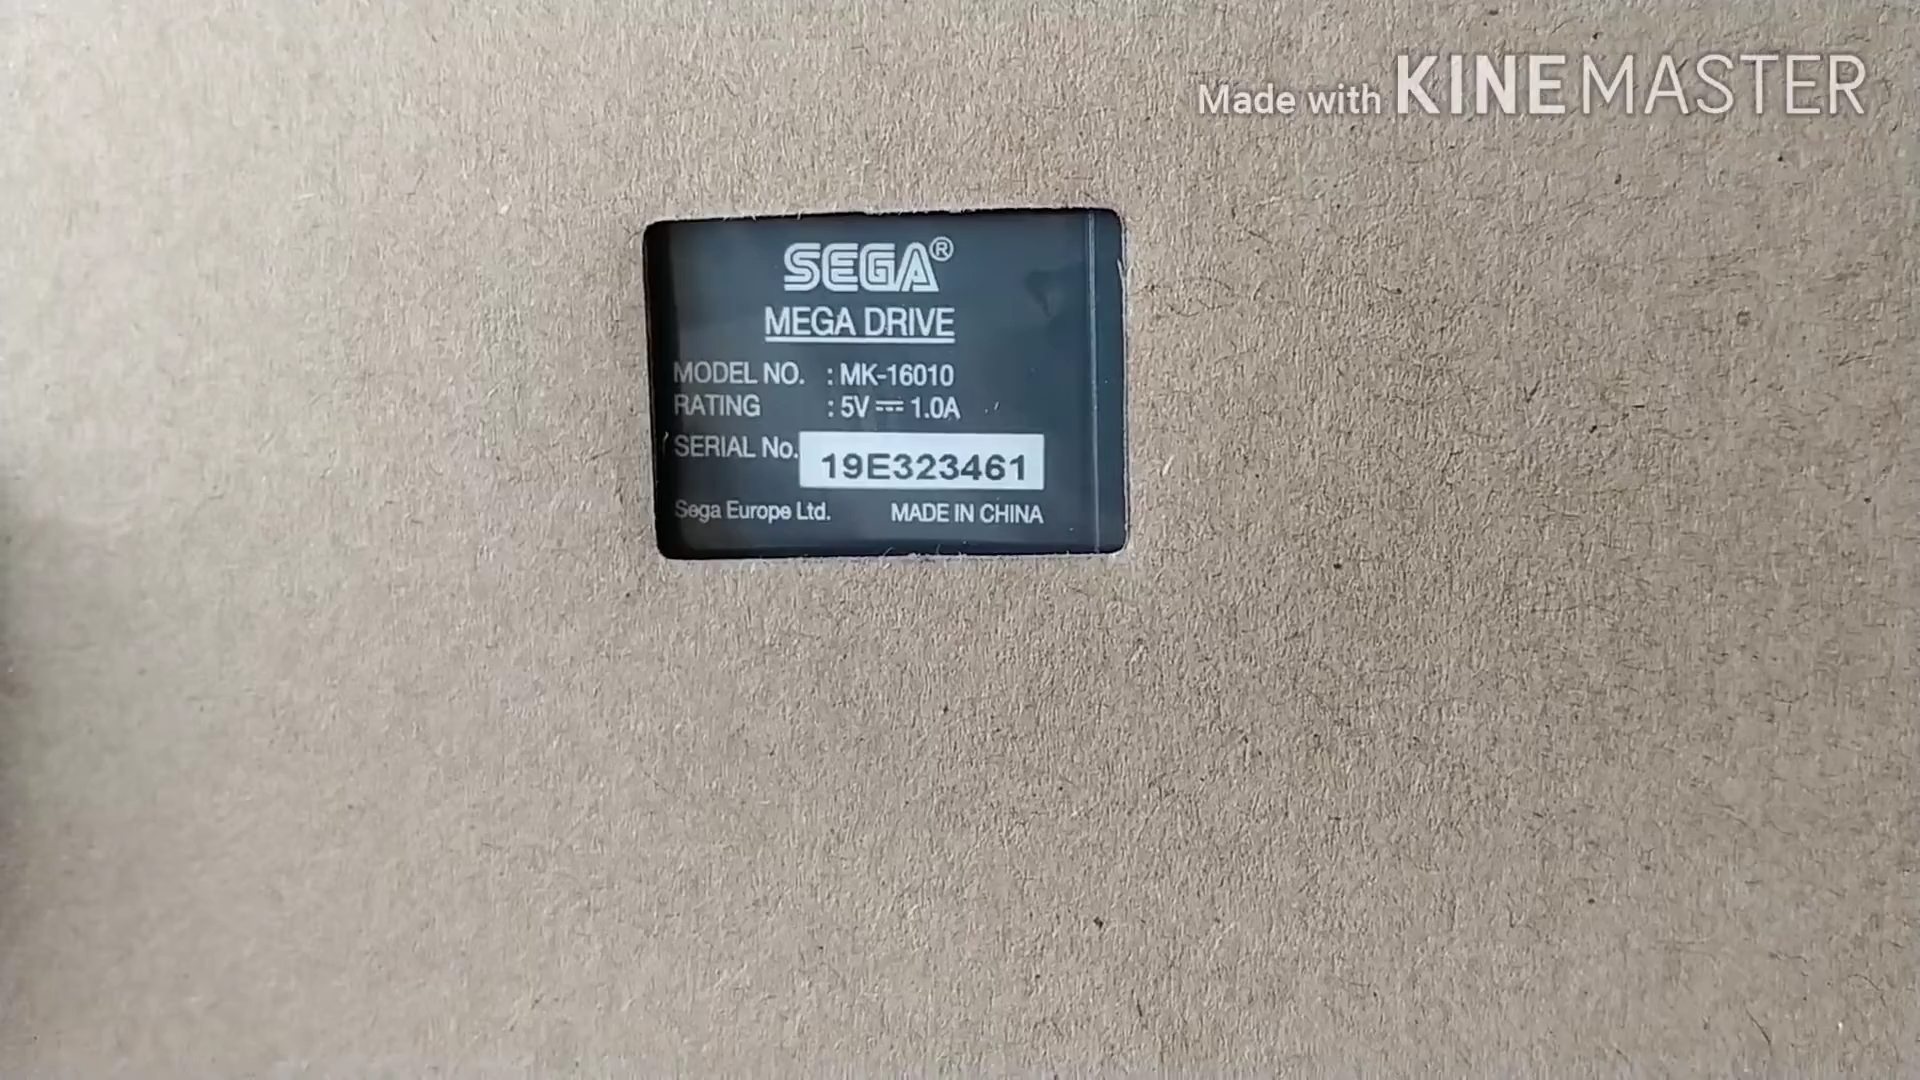 Made with KINEMASTER
SEGA®
MEGA DRIVE
MODEL NO. : MK-16010
RATING : 5V ⎓ 1.0A
SERIAL No. 19E323461
Sega Europe Ltd. MADE IN CHINA